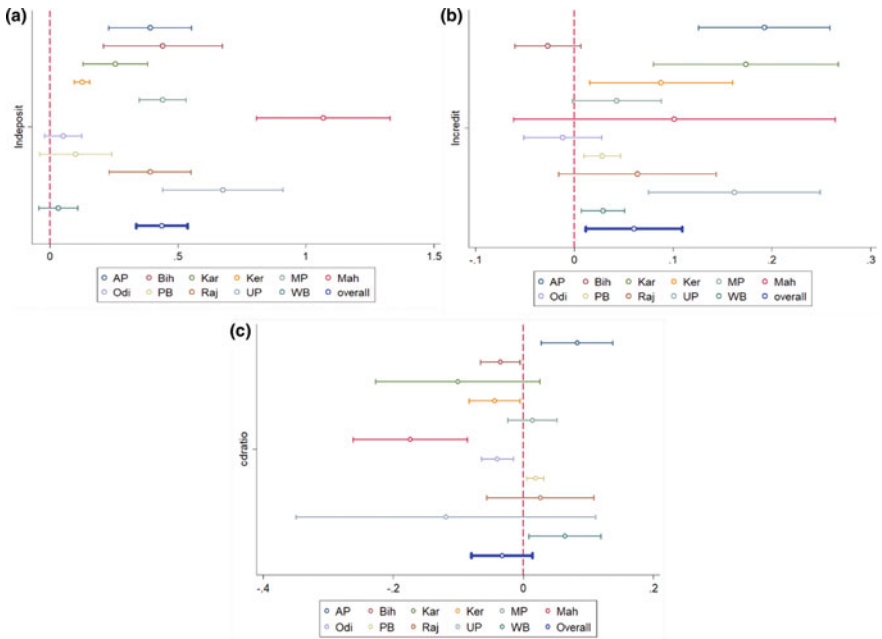 (a)
lndeposit
0
.5
1
1.5
AP Bih Kar Ker MP Mah
Odi PB Raj UP WB overall
(b)
lncredit
-.1
0
.1
.2
.3
AP Bih Kar Ker MP Mah
Odi PB Raj UP WB overall
(c)
cdratio
-.4
-.2
0
.2
AP Bih Kar Ker MP Mah
Odi PB Raj UP WB Overall